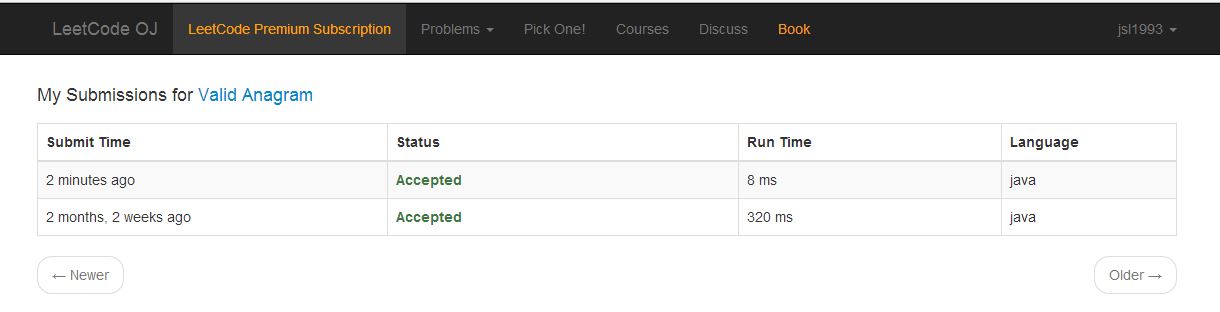 LeetCode OJ LeetCode Premium Subscription Problems Pick One! Courses Discuss Book jsl1993
My Submissions for Valid Anagram
Submit Time Status Run Time Language
2 minutes ago Accepted 8 ms java
2 months, 2 weeks ago Accepted 320 ms java
← Newer Older →